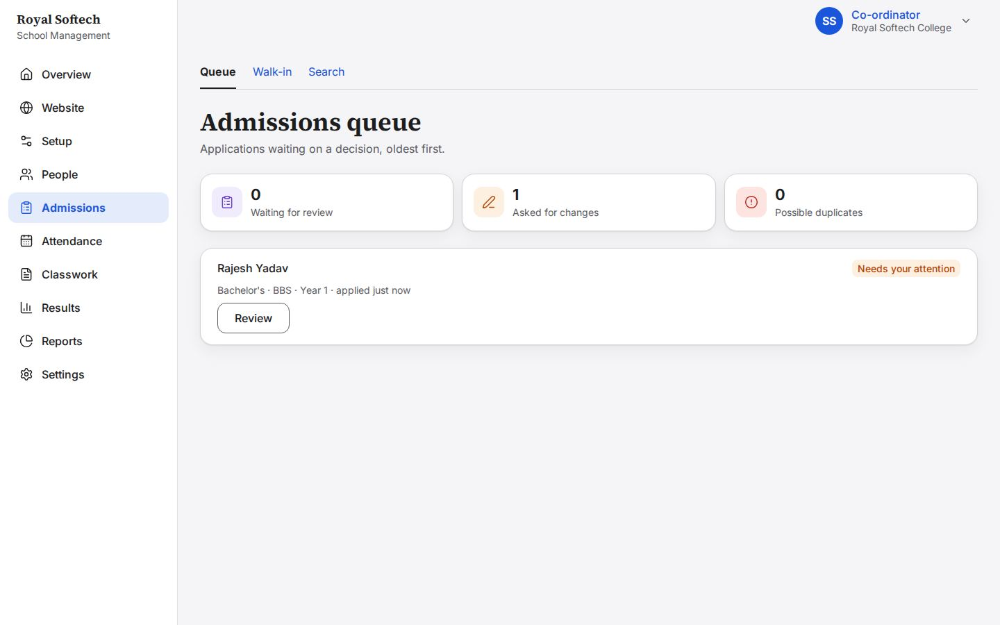 Royal Softech
School Management
Overview
Website
Setup
People
Admissions
Attendance
Classwork
Results
Reports
Settings
SS
Co-ordinator
Royal Softech College
Queue
Walk-in
Search
Admissions queue
Applications waiting on a decision, oldest first.
0
Waiting for review
1
Asked for changes
0
Possible duplicates
Rajesh Yadav
Needs your attention
Bachelor's · BBS · Year 1 · applied just now
Review